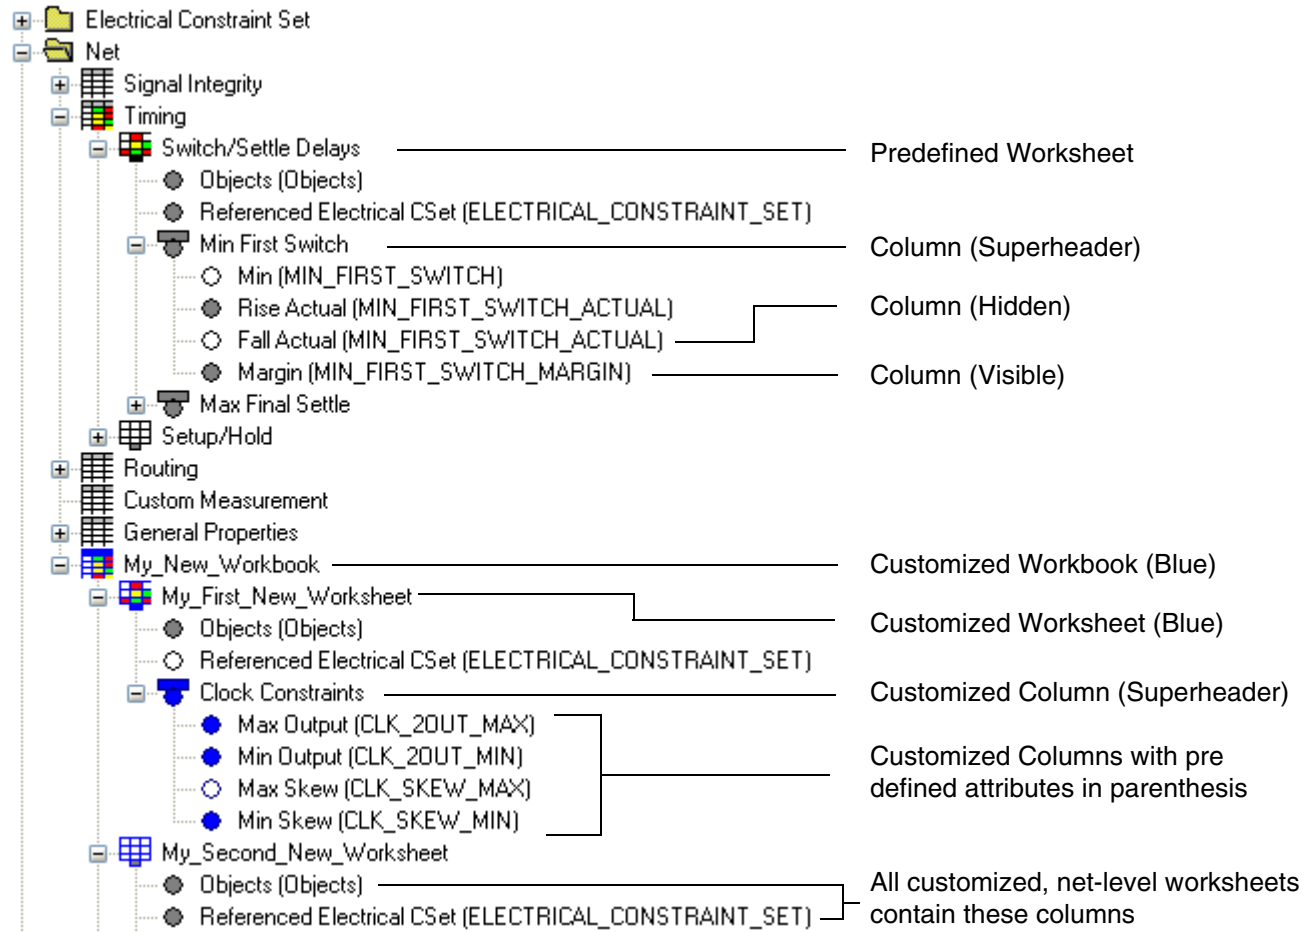 Electrical Constraint Set
Net
Signal Integrity
Timing
Switch/Settle Delays
Predefined Worksheet
Objects (Objects)
Referenced Electrical CSet (ELECTRICAL_CONSTRAINT_SET)
Min First Switch
Column (Superheader)
Min (MIN_FIRST_SWITCH)
Rise Actual (MIN_FIRST_SWITCH_ACTUAL)
Column (Hidden)
Fall Actual (MIN_FIRST_SWITCH_ACTUAL)
Margin (MIN_FIRST_SWITCH_MARGIN)
Column (Visible)
Max Final Settle
Setup/Hold
Routing
Custom Measurement
General Properties
My_New_Workbook
Customized Workbook (Blue)
My_First_New_Worksheet
Customized Worksheet (Blue)
Objects (Objects)
Referenced Electrical CSet (ELECTRICAL_CONSTRAINT_SET)
Clock Constraints
Customized Column (Superheader)
Max Output (CLK_2OUT_MAX)
Min Output (CLK_2OUT_MIN)
Max Skew (CLK_SKEW_MAX)
Min Skew (CLK_SKEW_MIN)
Customized Columns with pre
defined attributes in parenthesis
My_Second_New_Worksheet
Objects (Objects)
Referenced Electrical CSet (ELECTRICAL_CONSTRAINT_SET)
All customized, net-level worksheets
contain these columns